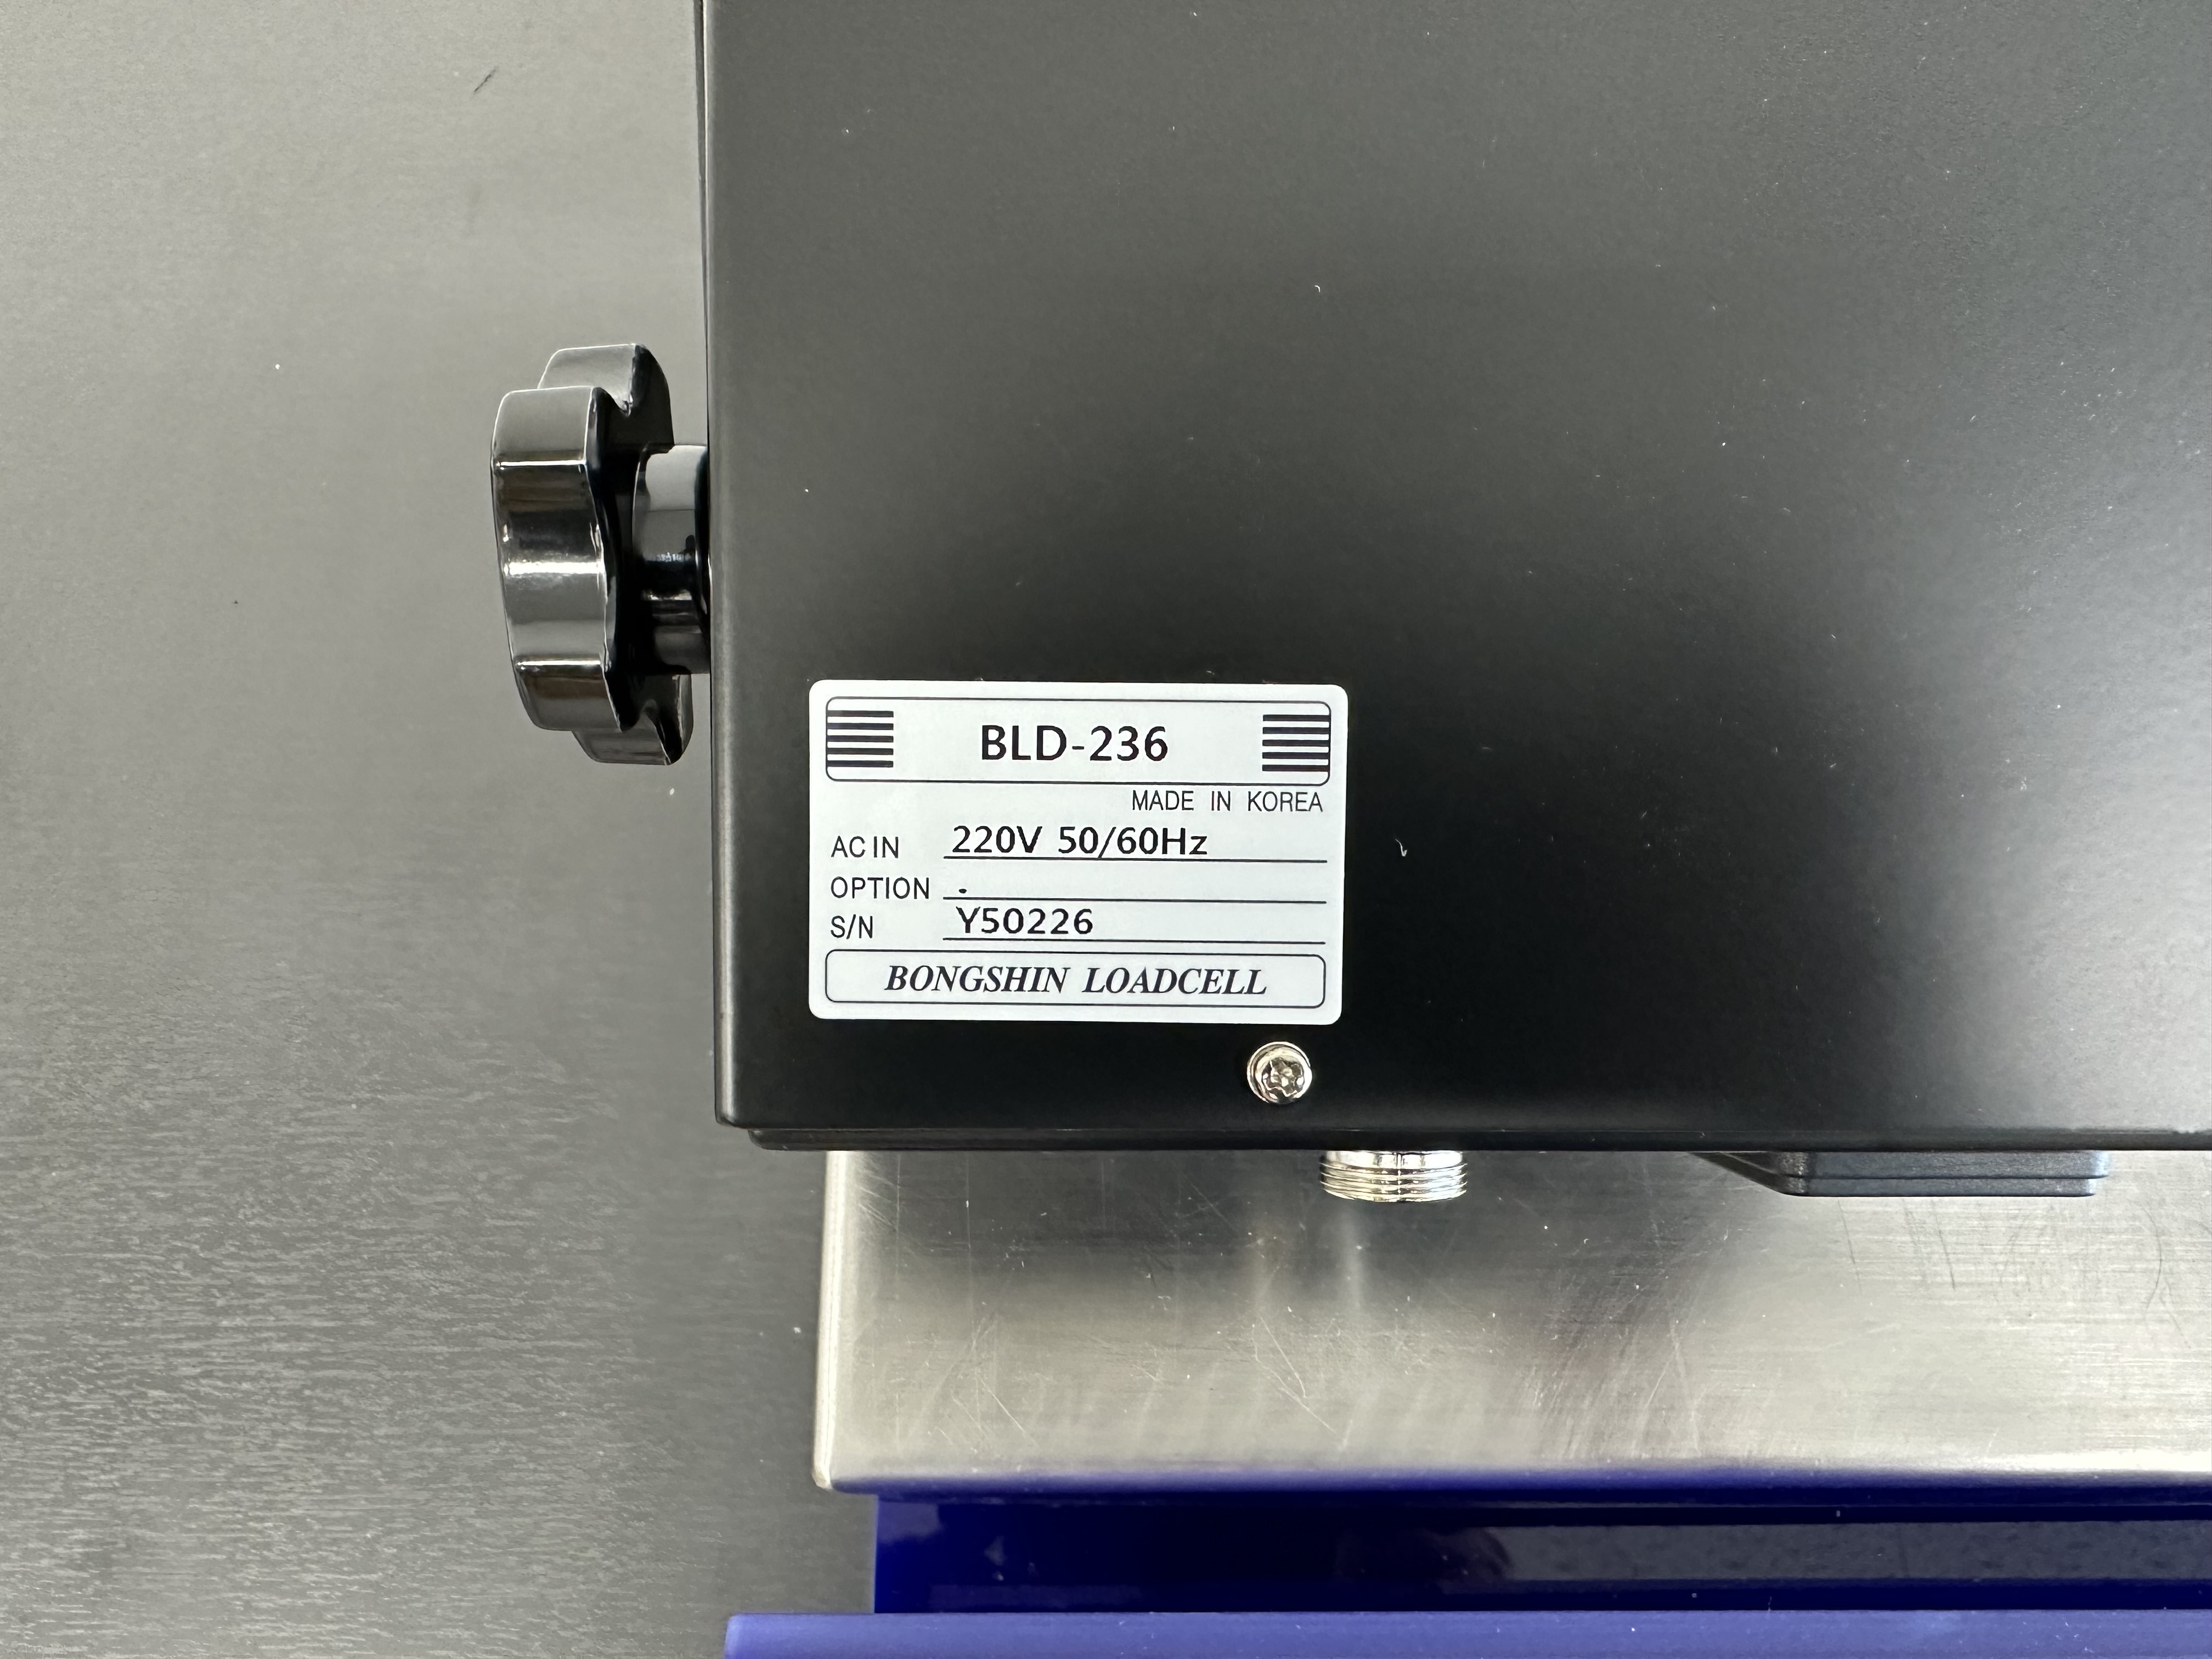 BLD-236
MADE IN KOREA
AC IN 220V 50/60Hz
OPTION .
S/N Y50226
BONGSHIN LOADCELL